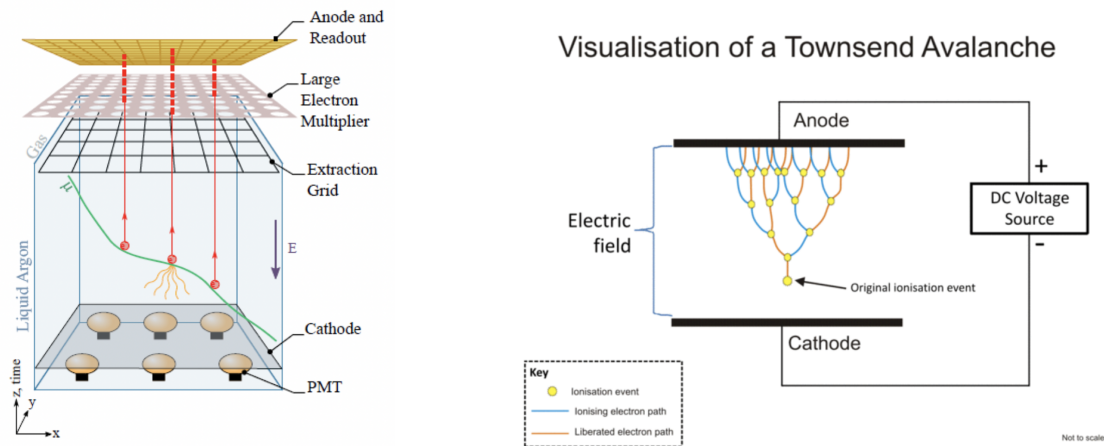 Anode and
Readout
Large
Electron
Multiplier
Gas
Extraction
Grid
μ
E
Liquid Argon
Cathode
PMT
z, time
y
x
Visualisation of a Townsend Avalanche
Anode
+
DC Voltage
Source
-
Electric
field
Original ionisation event
Cathode
Key
Ionisation event
Ionising electron path
Liberated electron path
Not to scale